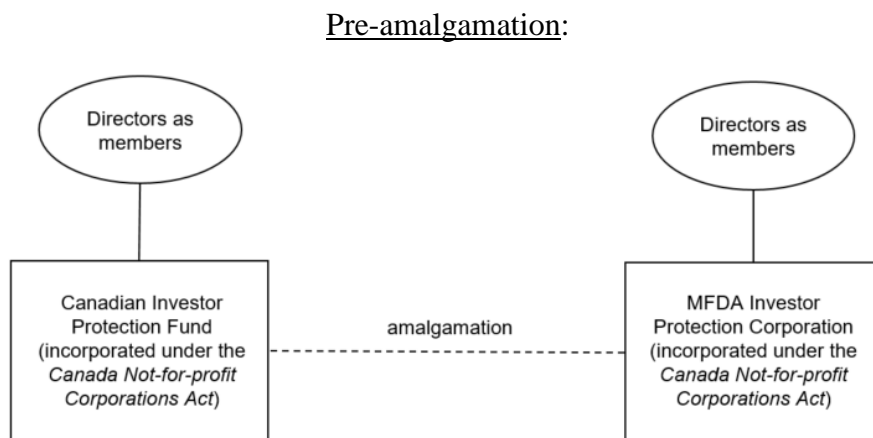 Pre-amalgamation:
Directors as
members
Directors as
members
Canadian Investor
Protection Fund
(incorporated under the
Canada Not-for-profit
Corporations Act)
amalgamation
MFDA Investor
Protection Corporation
(incorporated under the
Canada Not-for-profit
Corporations Act)